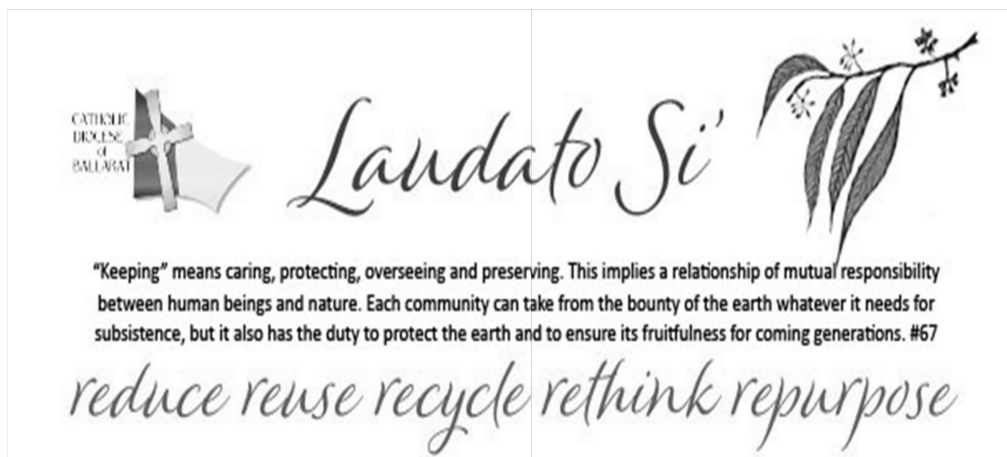 CATHOLIC
DIOCESE
of
BALLARAT
Laudato Si’
“Keeping” means caring, protecting, overseeing and preserving. This implies a relationship of mutual responsibility
between human beings and nature. Each community can take from the bounty of the earth whatever it needs for
subsistence, but it also has the duty to protect the earth and to ensure its fruitfulness for coming generations. #67
reduce reuse recycle rethink repurpose